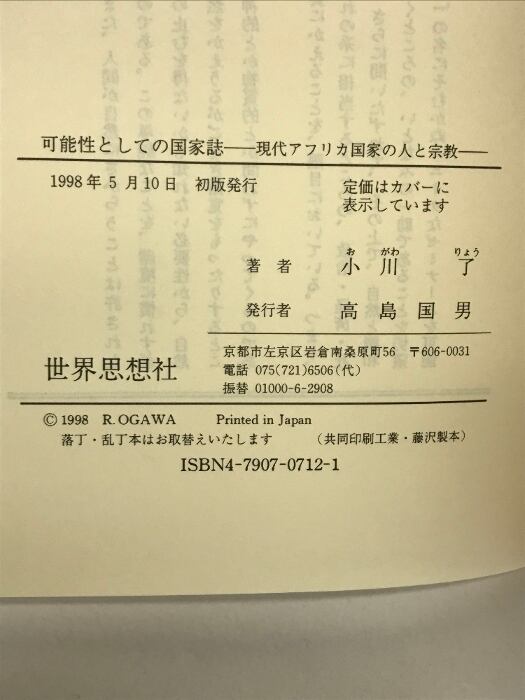 可能性としての国家誌――現代アフリカ国家の人と宗教――
1998年5月10日　初版発行
定価はカバーに
表示しています
お がわ りょう
著者　小川　了
発行者　高島国男
世界思想社
京都市左京区岩倉南桑原町56　〒606-0031
電話 075(721)6506(代)
振替 01000-6-2908
© 1998 R. OGAWA Printed in Japan
落丁・乱丁本はお取替えいたします　（共同印刷工業・藤沢製本）
ISBN4-7907-0712-1